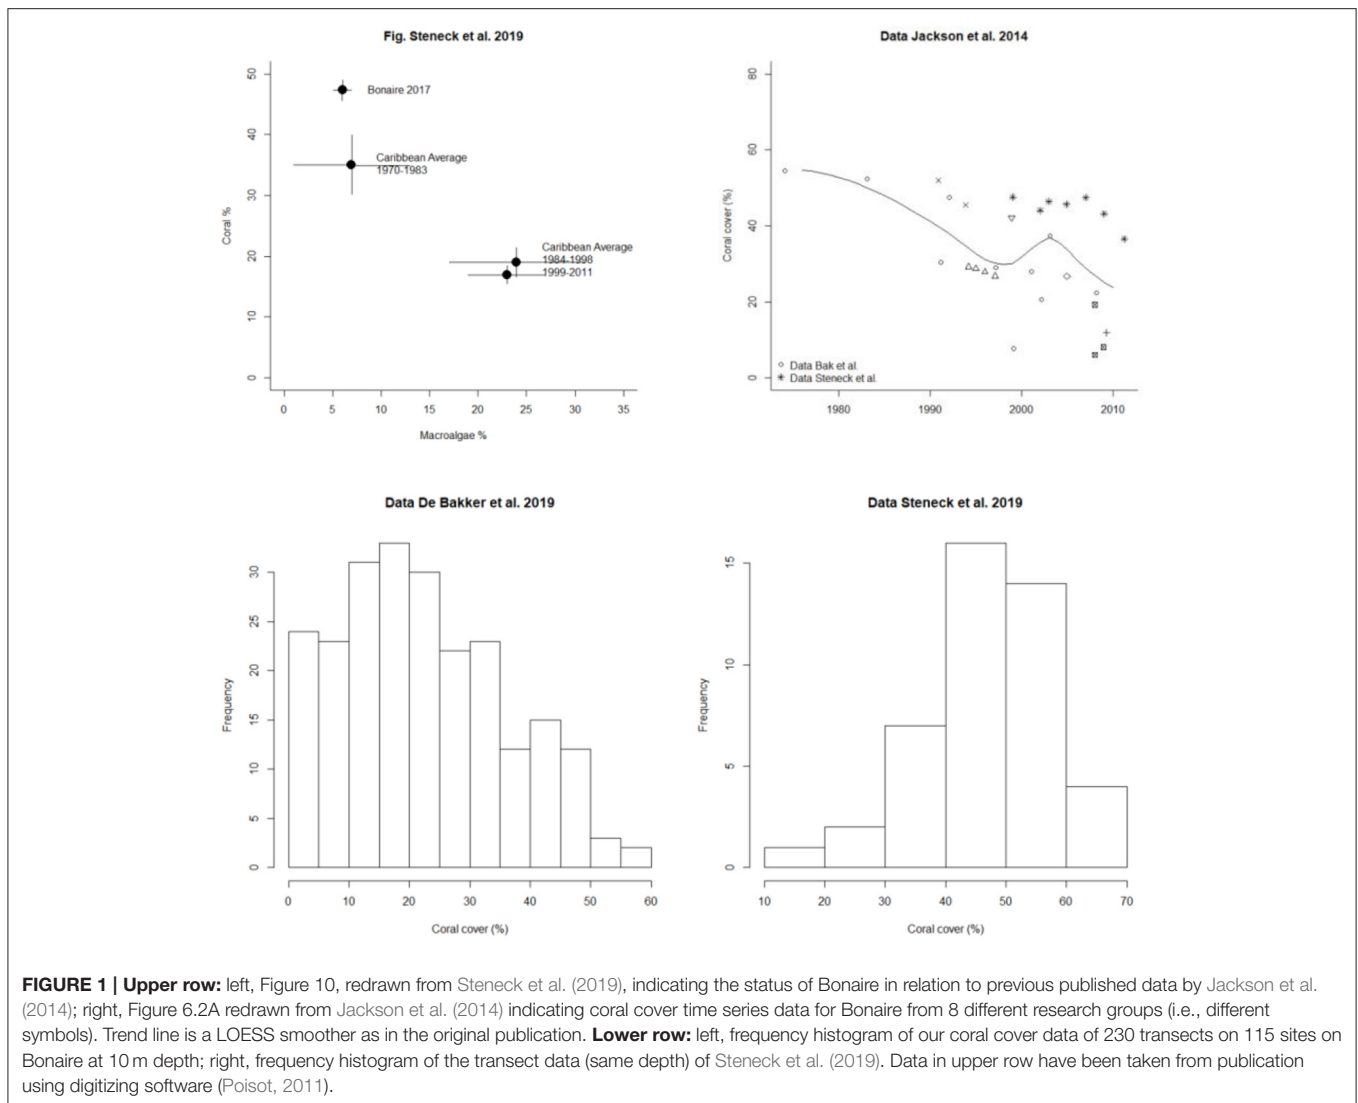 Fig. Steneck et al. 2019
50
40
30
20
10
0
Coral %
Bonaire 2017
Caribbean Average
1970-1983
Caribbean Average
1984-1998
1999-2011
0 5 10 15 20 25 30 35
Macroalgae %
Data Jackson et al. 2014
80
60
40
20
0
Coral cover (%)
Data Bak et al.
Data Steneck et al.
1980 1990 2000 2010
Data De Bakker et al. 2019
30
25
20
15
10
5
0
Frequency
0 10 20 30 40 50 60
Coral cover (%)
Data Steneck et al. 2019
15
10
5
0
Frequency
10 20 30 40 50 60 70
Coral cover (%)
FIGURE 1 | Upper row: left, Figure 10, redrawn from Steneck et al. (2019), indicating the status of Bonaire in relation to previous published data by Jackson et al.
(2014); right, Figure 6.2A redrawn from Jackson et al. (2014) indicating coral cover time series data for Bonaire from 8 different research groups (i.e., different
symbols). Trend line is a LOESS smoother as in the original publication. Lower row: left, frequency histogram of our coral cover data of 230 transects on 115 sites on
Bonaire at 10 m depth; right, frequency histogram of the transect data (same depth) of Steneck et al. (2019). Data in upper row have been taken from publication
using digitizing software (Poisot, 2011).